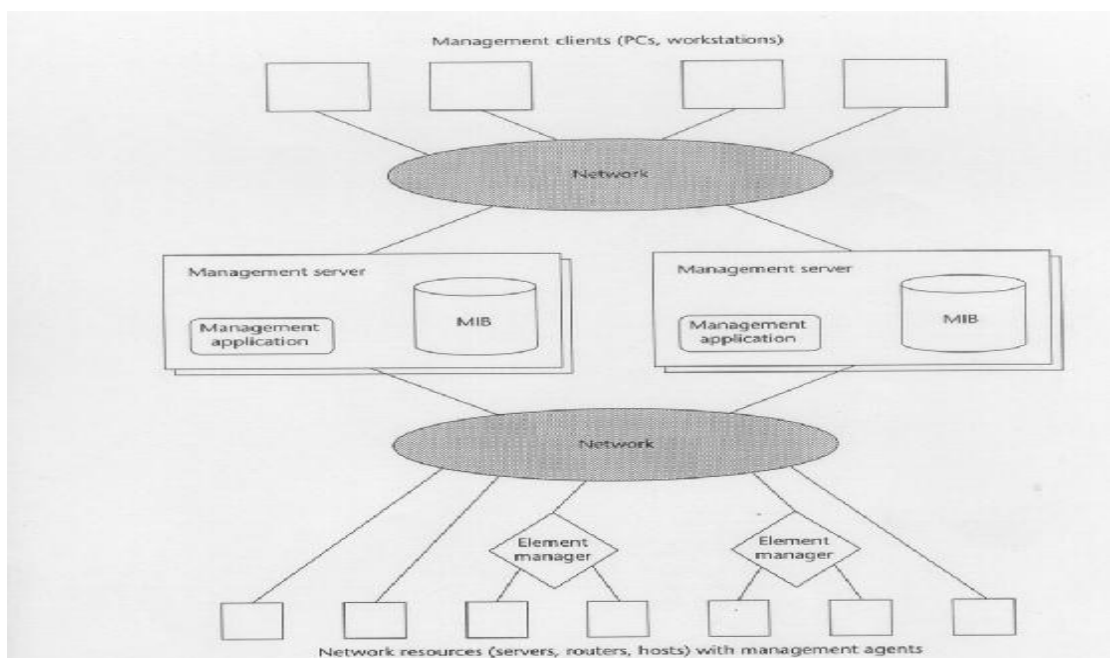 Management clients (PCs, workstations)
Network
Management server
MIB
Management
application
Management server
MIB
Management
application
Network
Element
manager
Element
manager
Network resources (servers, routers, hosts) with management agents